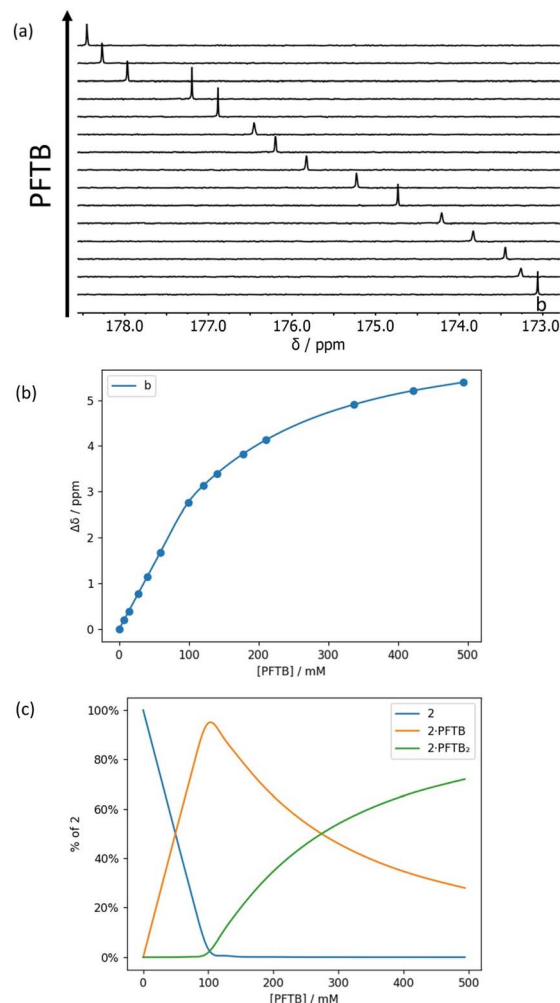 (a)
PFTB
b
178.0 177.0 176.0 175.0 174.0 173.0
δ / ppm
(b)
b
5
4
3
2
1
0
Δδ / ppm
0 100 200 300 400 500
[PFTB] / mM
(c)
2
2·PFTB
2·PFTB₂
100%
80%
60%
40%
20%
0%
% of 2
0 100 200 300 400 500
[PFTB] / mM